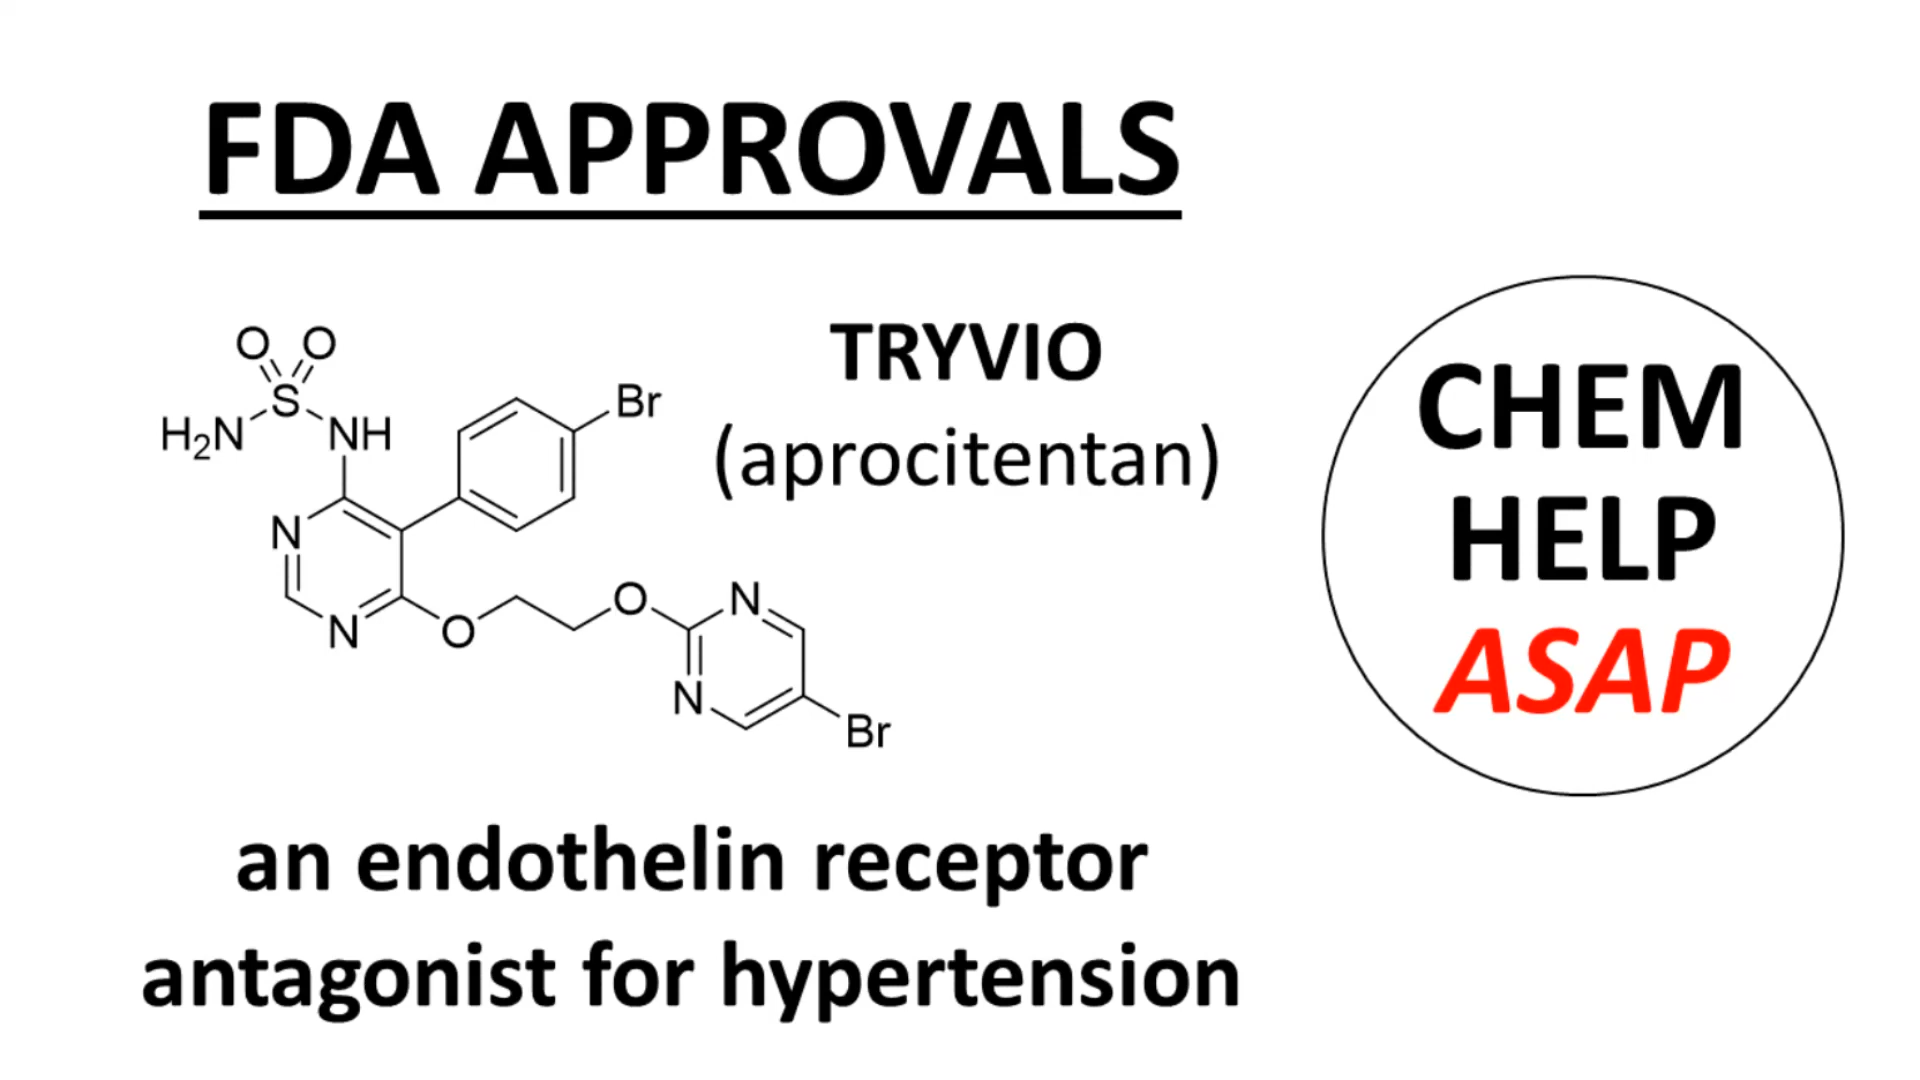 FDA APPROVALS
O O
S
H2N NH
Br
N
N
O
O
N
N
Br
TRYVIO
(aprocitentan)
CHEM
HELP
ASAP
an endothelin receptor
antagonist for hypertension